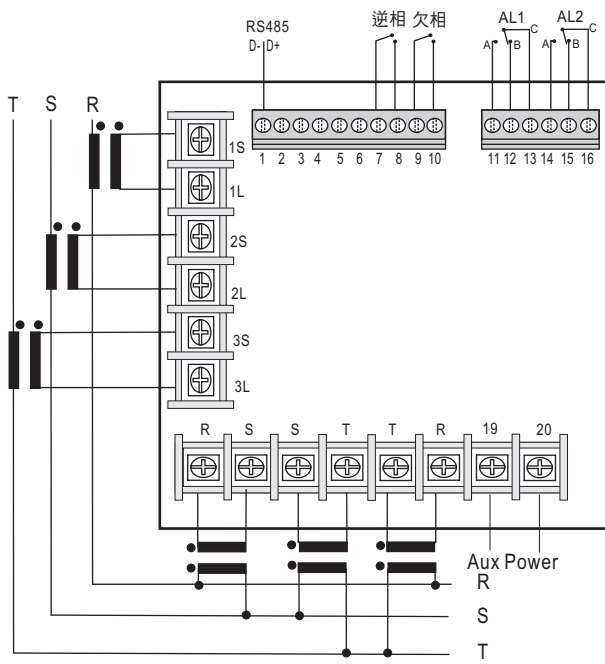 RS485
D- D+
逆相 欠相
AL1 AL2
A B C A B C
T S R
1 2 3 4 5 6 7 8 9 10
11 12 13 14 15 16
1S
1L
2S
2L
3S
3L
R S S T T R 19 20
Aux Power
R
S
T